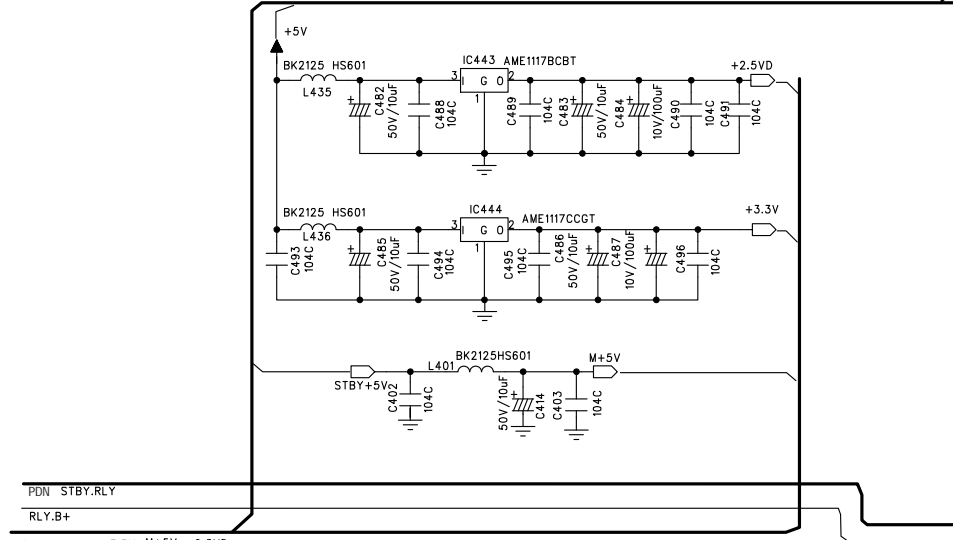 +5V
BK2125 HS601
L435
+
C482
50V/10uF
C488
104C
IC443
AME1117BCBT
3 I G O 2
1
C489
104C
+
C483
50V/10uF
+
C484
10V/100uF
C490
104C
C491
104C
+2.5VD
BK2125 HS601
L436
C493
104C
+
C485
50V/10uF
C494
104C
IC444
AME1117CCGT
3 I G O 2
1
C495
104C
+
C486
50V/10uF
+
C487
10V/100uF
C496
104C
+3.3V
STBY+5V
C402
104C
L401
BK2125HS601
+
50V/10uF
C414
C403
104C
M+5V
PDN STBY.RLY
RLY.B+